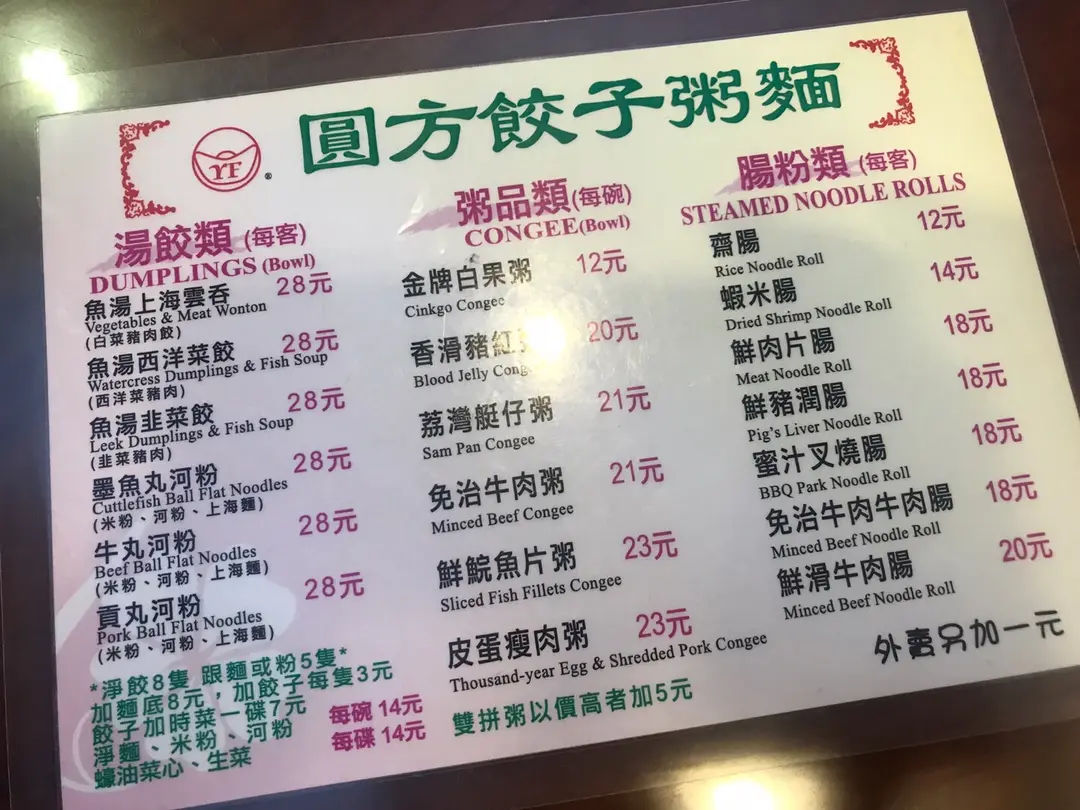 圓方餃子粥麵
YF
®
湯餃類 (每客)
DUMPLINGS (Bowl)
魚湯上海雲吞 28元
Vegetables & Meat Wonton
(白菜豬肉餃)
魚湯西洋菜餃 28元
Watercress Dumplings & Fish Soup
(西洋菜豬肉)
魚湯韭菜餃 28元
Leek Dumplings & Fish Soup
(韭菜豬肉)
墨魚丸河粉 28元
Cuttlefish Ball Flat Noodles
(米粉、河粉、上海麵)
牛丸河粉 28元
Beef Ball Flat Noodles
(米粉、河粉、上海麵)
貢丸河粉 28元
Pork Ball Flat Noodles
(米粉、河粉、上海麵)
*淨餃8隻 跟麵或粉5隻*
加麵底8元，加餃子每隻3元
餃子加時菜一碟7元
淨麵、米粉、河粉 每碗 14元
蠔油菜心、生菜 每碟 14元
粥品類(每碗)
CONGEE(Bowl)
金牌白果粥 12元
Cinkgo Congee
香滑豬紅 20元
Blood Jelly Cong
荔灣艇仔粥 21元
Sam Pan Congee
免治牛肉粥 21元
Minced Beef Congee
鮮鯇魚片粥 23元
Sliced Fish Fillets Congee
皮蛋瘦肉粥 23元
Thousand-year Egg & Shredded Pork Congee
雙拼粥以價高者加5元
腸粉類 (每客)
STEAMED NOODLE ROLLS
齋腸 12元
Rice Noodle Roll
蝦米腸 14元
Dried Shrimp Noodle Roll
鮮肉片腸 18元
Meat Noodle Roll
鮮豬潤腸 18元
Pig's Liver Noodle Roll
蜜汁叉燒腸 18元
BBQ Park Noodle Roll
免治牛肉牛肉腸 18元
Minced Beef Noodle Roll
鮮滑牛肉腸 20元
Minced Beef Noodle Roll
外賣另加一元